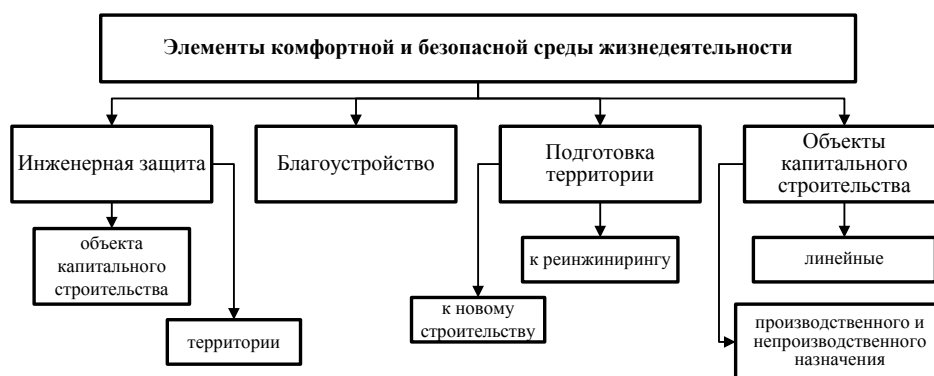 Элементы комфортной и безопасной среды жизнедеятельности
Инженерная защита
Благоустройство
Подготовка
территории
Объекты
капитального
строительства
объекта
капитального
строительства
территории
к реинжинирингу
к новому
строительству
линейные
производственного и
непроизводственного
назначения